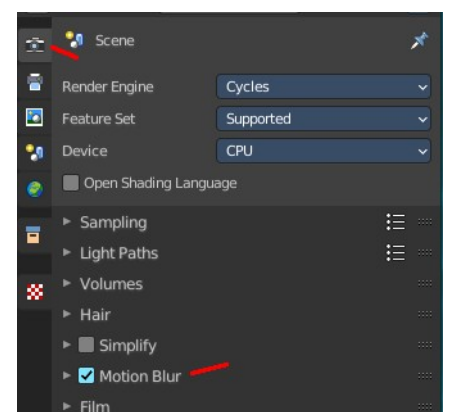 Scene
Render Engine Cycles
Feature Set Supported
Device CPU
Open Shading Language
Sampling
Light Paths
Volumes
Hair
Simplify
Motion Blur
Film